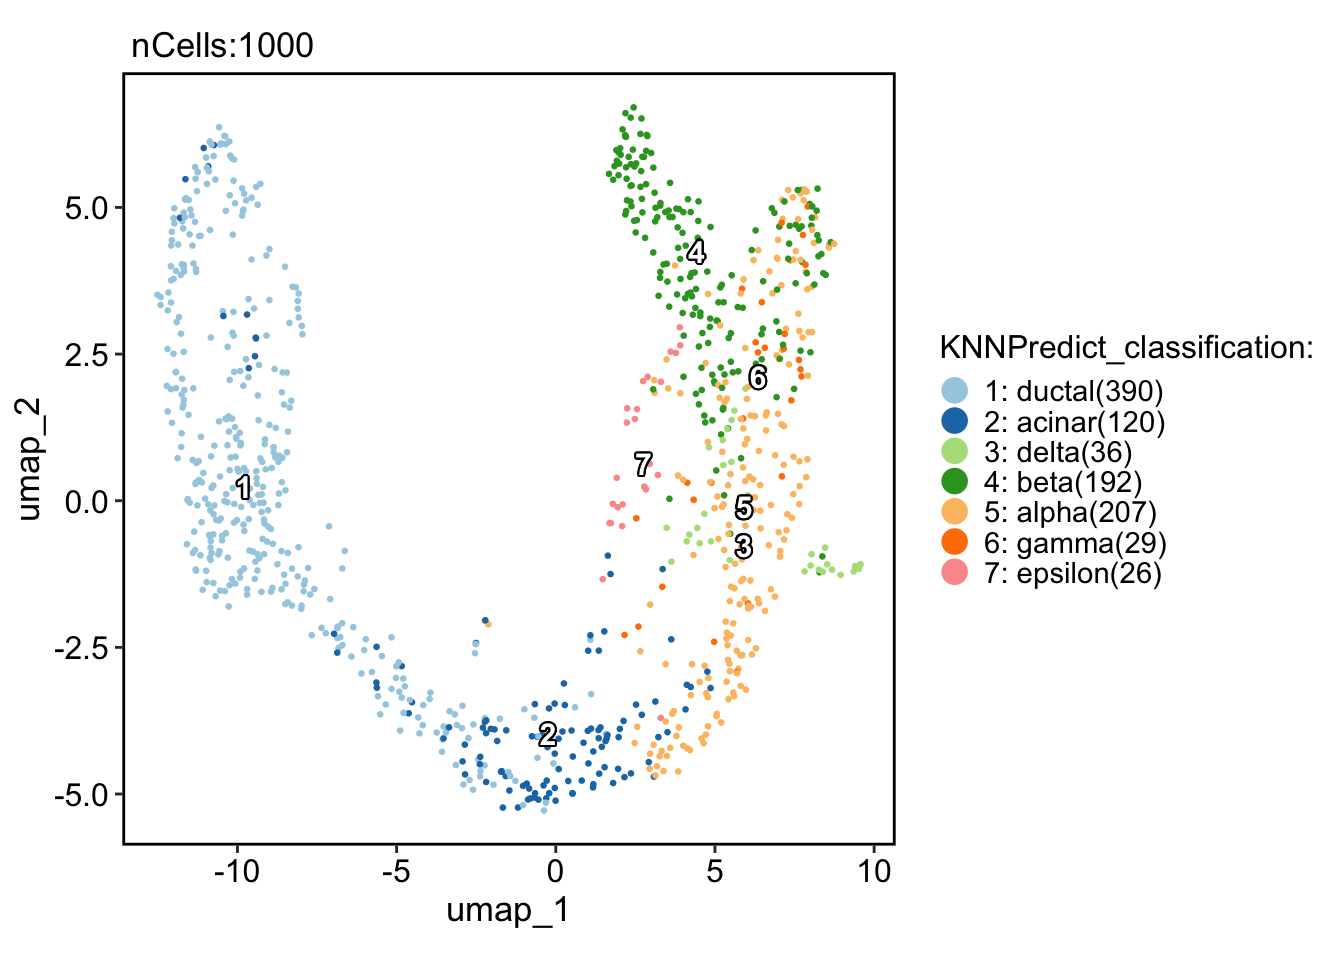 nCells:1000
5.0
2.5
0.0
-2.5
-5.0
umap_2
-10
-5
0
5
10
umap_1
1
2
3
4
5
6
7
KNNPredict_classification:
1: ductal(390)
2: acinar(120)
3: delta(36)
4: beta(192)
5: alpha(207)
6: gamma(29)
7: epsilon(26)